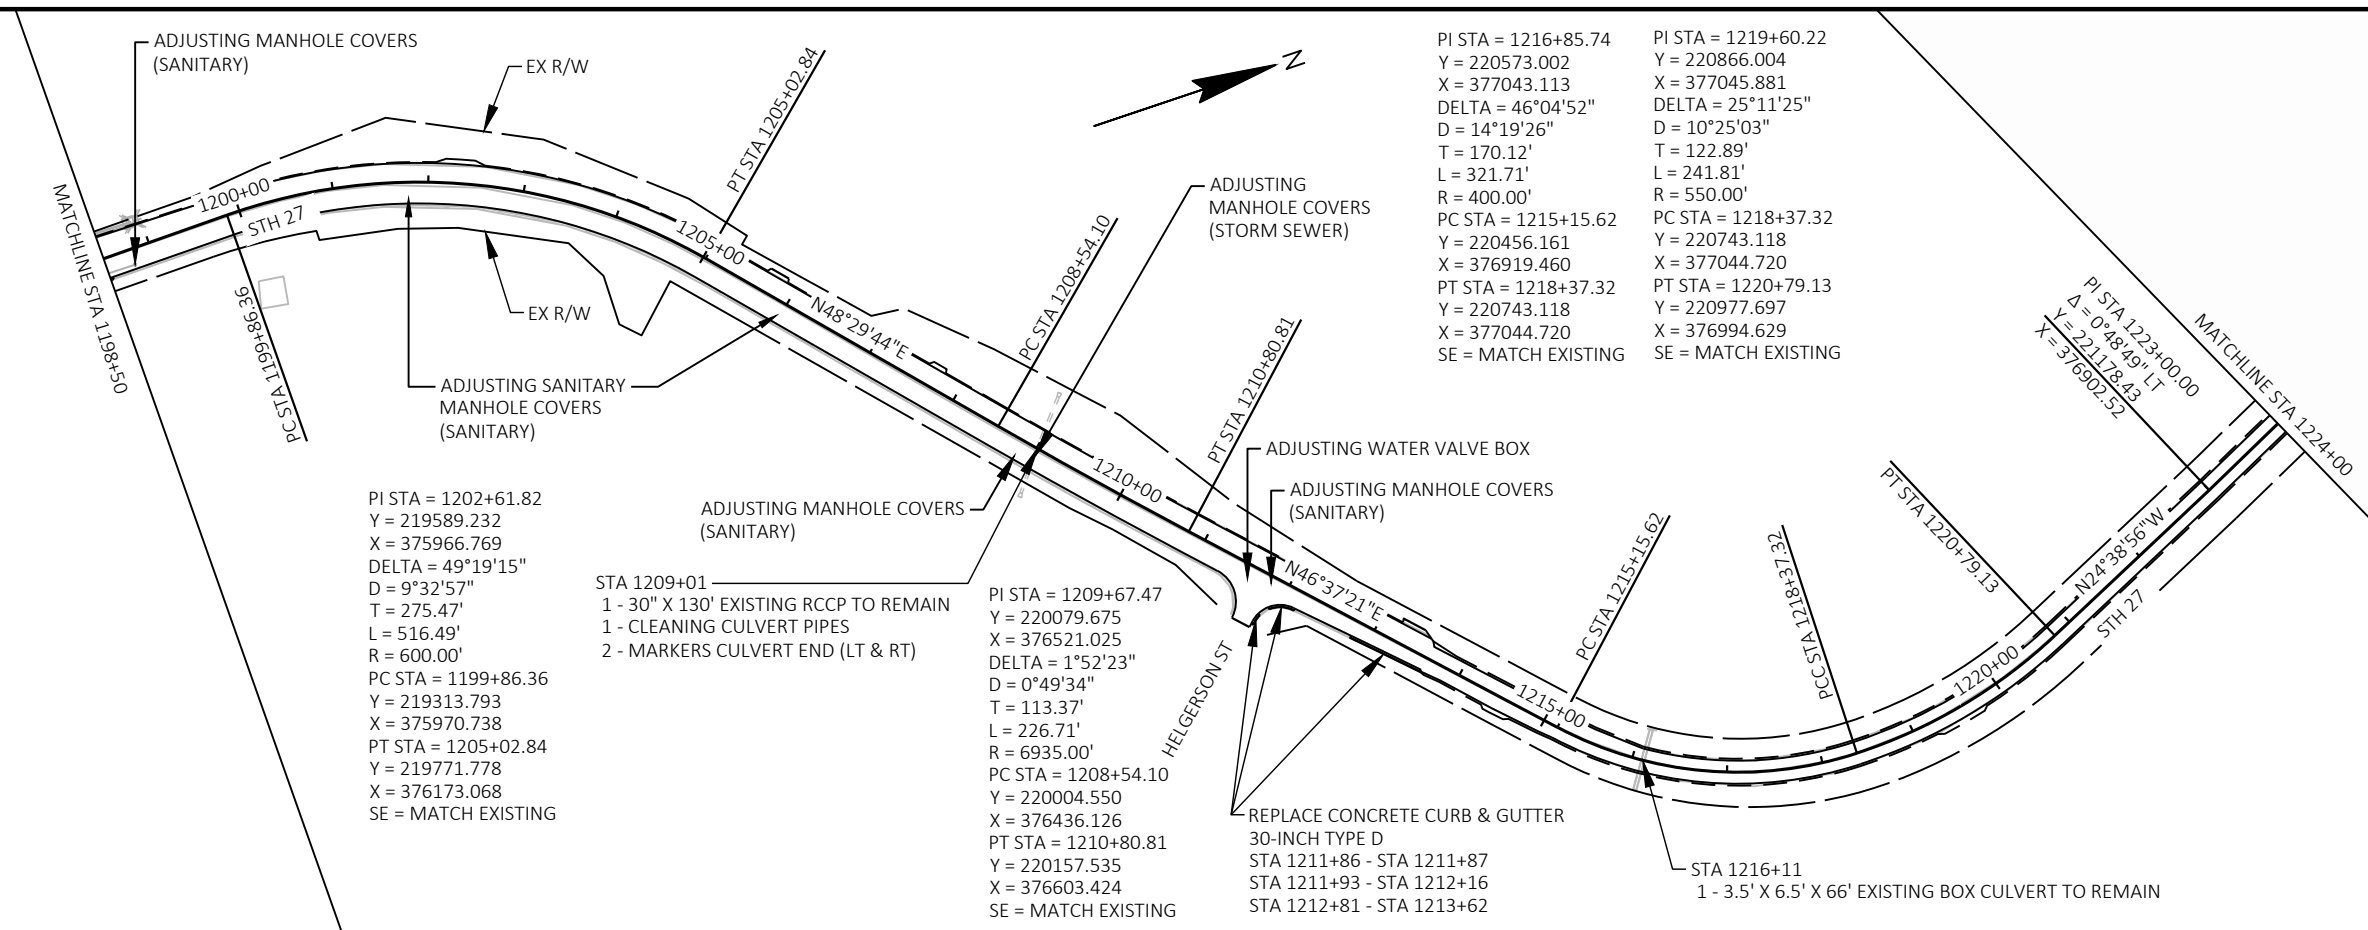 ADJUSTING MANHOLE COVERS
(SANITARY)
EX R/W
PT STA 1205+02.84
N
PI STA = 1216+85.74
Y = 220573.002
X = 377043.113
DELTA = 46°04'52"
D = 14°19'26"
T = 170.12'
L = 321.71'
R = 400.00'
PC STA = 1215+15.62
Y = 220456.161
X = 376919.460
PT STA = 1218+37.32
Y = 220743.118
X = 377044.720
SE = MATCH EXISTING
PI STA = 1219+60.22
Y = 220866.004
X = 377045.881
DELTA = 25°11'25"
D = 10°25'03"
T = 122.89'
L = 241.81'
R = 550.00'
PC STA = 1218+37.32
Y = 220743.118
X = 377044.720
PT STA = 1220+79.13
Y = 220977.697
X = 376994.629
SE = MATCH EXISTING
MATCHLINE STA 1198+50
1200+00
STH 27
PC STA 1199+86.36
EX R/W
1205+00
N48°29'44"E
PC STA 1208+54.10
ADJUSTING
MANHOLE COVERS
(STORM SEWER)
PT STA 1210+80.81
ADJUSTING SANITARY
MANHOLE COVERS
(SANITARY)
PI STA 1223+00.00
Δ = 0°48'49" LT
Y = 221178.43
X = 376902.52
MATCHLINE STA 1224+00
ADJUSTING WATER VALVE BOX
ADJUSTING MANHOLE COVERS
(SANITARY)
1210+00
ADJUSTING MANHOLE COVERS
(SANITARY)
PI STA = 1202+61.82
Y = 219589.232
X = 375966.769
DELTA = 49°19'15"
D = 9°32'57"
T = 275.47'
L = 516.49'
R = 600.00'
PC STA = 1199+86.36
Y = 219313.793
X = 375970.738
PT STA = 1205+02.84
Y = 219771.778
X = 376173.068
SE = MATCH EXISTING
STA 1209+01
1 - 30" X 130' EXISTING RCCP TO REMAIN
1 - CLEANING CULVERT PIPES
2 - MARKERS CULVERT END (LT & RT)
PI STA = 1209+67.47
Y = 220079.675
X = 376521.025
DELTA = 1°52'23"
D = 0°49'34"
T = 113.37'
L = 226.71'
R = 6935.00'
PC STA = 1208+54.10
Y = 220004.550
X = 376436.126
PT STA = 1210+80.81
Y = 220157.535
X = 376603.424
SE = MATCH EXISTING
HELGERSON ST
N46°37'21"E
PC STA 1215+15.62
1215+00
PCC STA 1218+37.32
PT STA 1220+79.13
1220+00
N24°38'56"W
STH 27
REPLACE CONCRETE CURB & GUTTER
30-INCH TYPE D
STA 1211+86 - STA 1211+87
STA 1211+93 - STA 1212+16
STA 1212+81 - STA 1213+62
STA 1216+11
1 - 3.5' X 6.5' X 66' EXISTING BOX CULVERT TO REMAIN